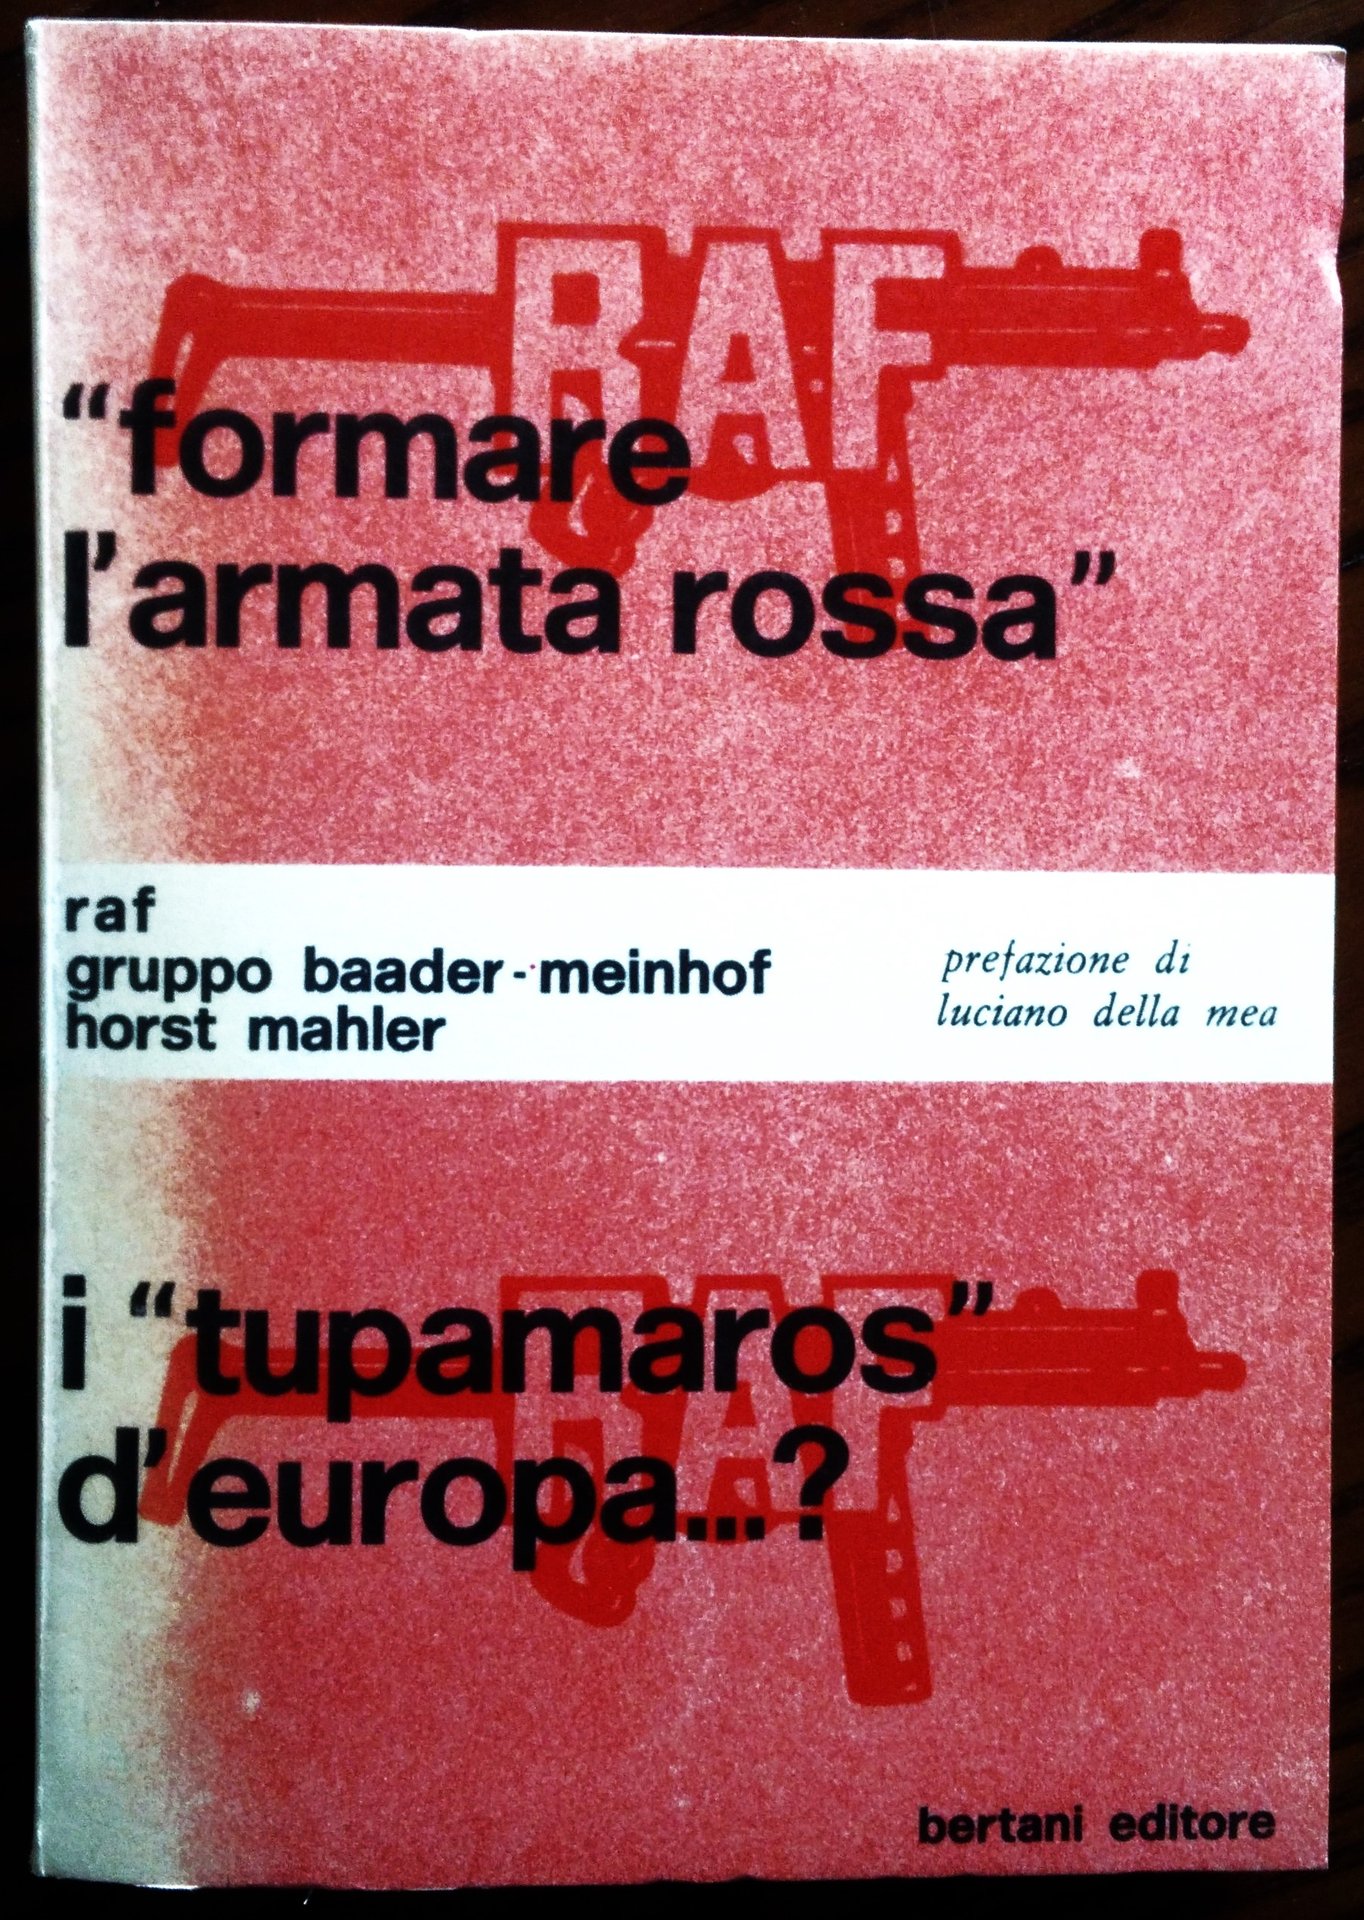 RAF
“formare
l’armata rossa”
raf
gruppo baader-meinhof
horst mahler
prefazione di
luciano della mea
RAF
i “tupamaros”
d’europa...?
bertani editore